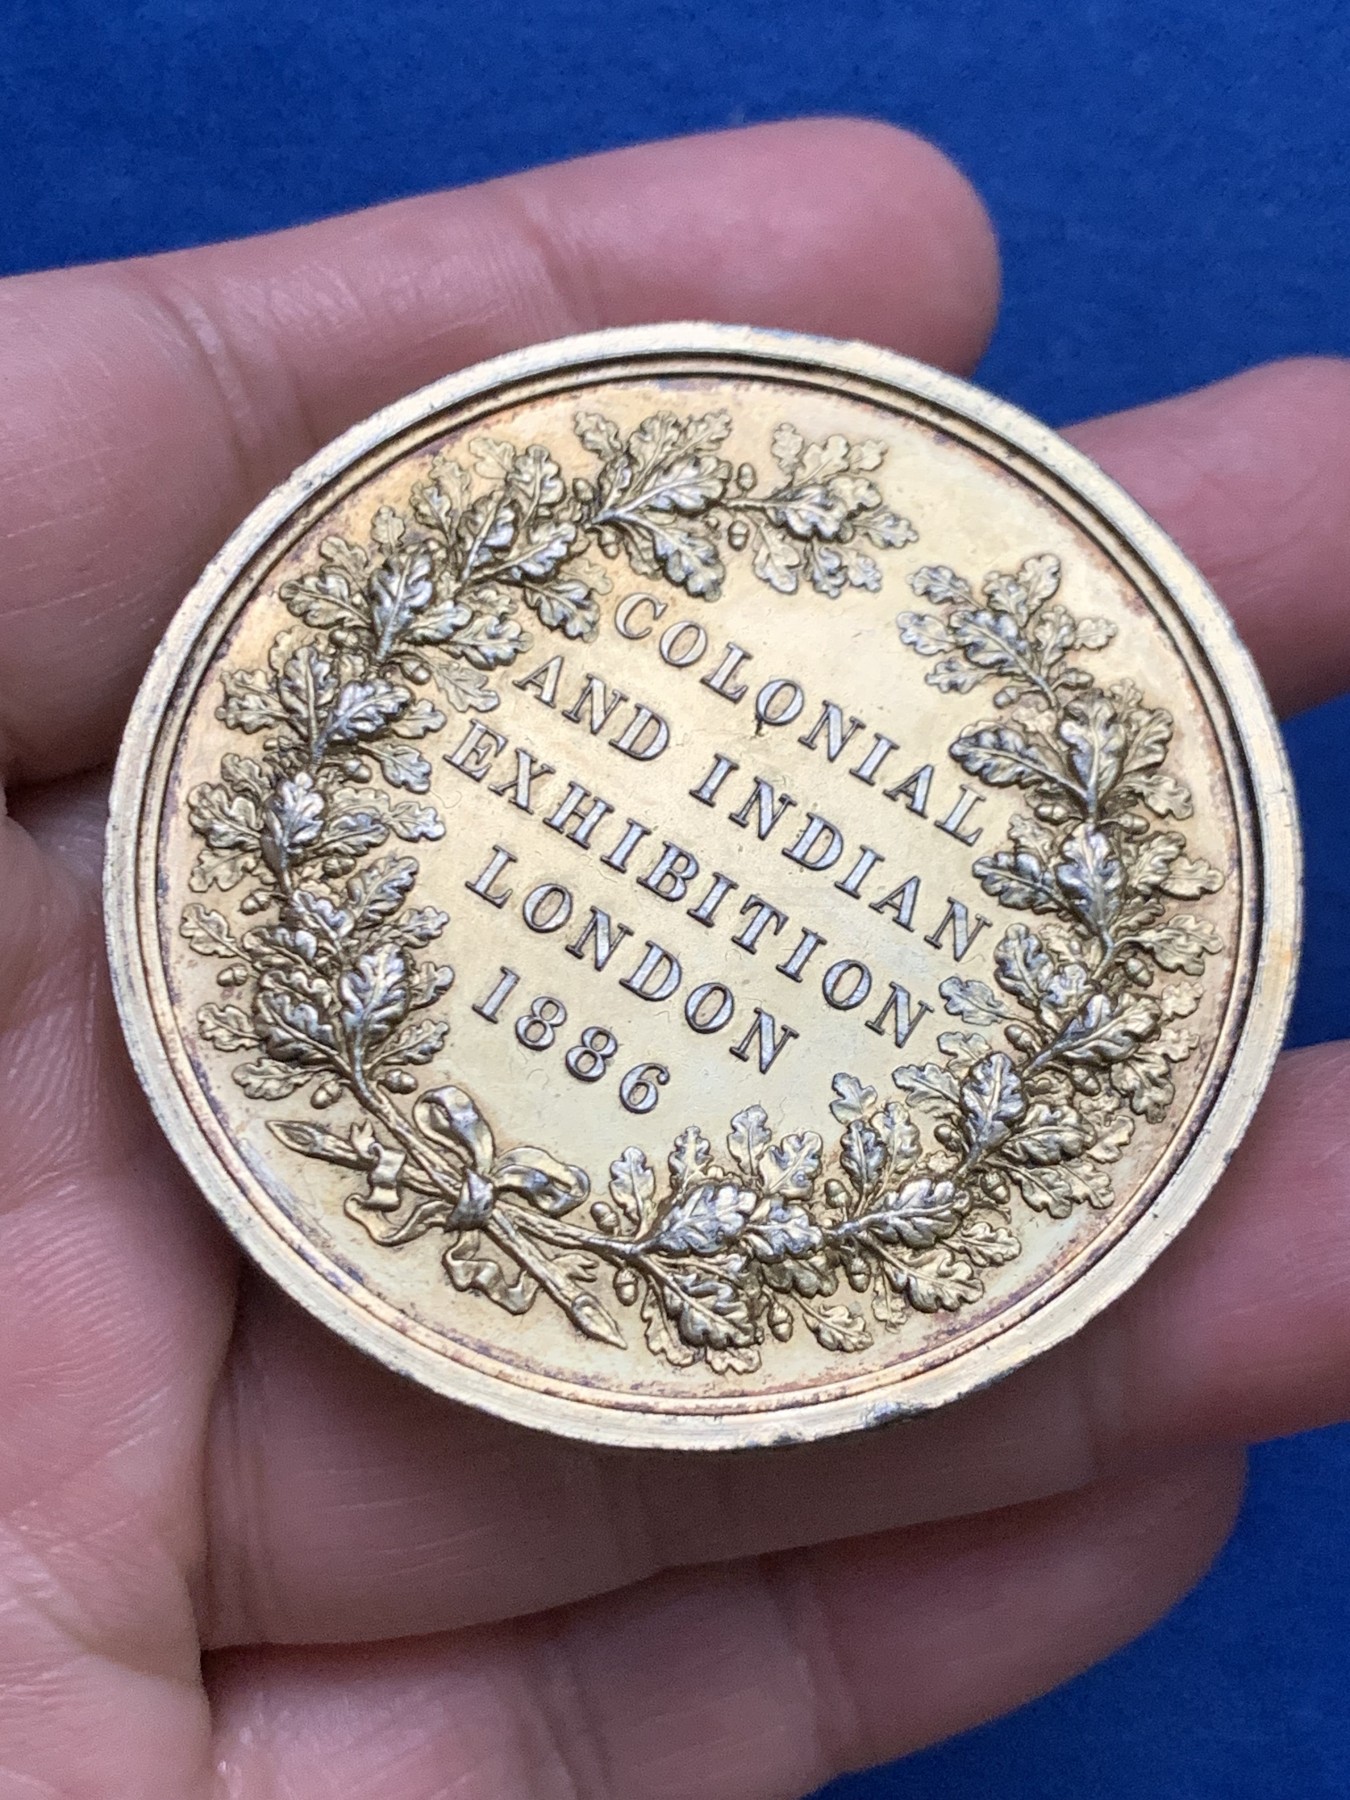 COLONIAL
AND INDIAN
EXHIBITION
LONDON
1886